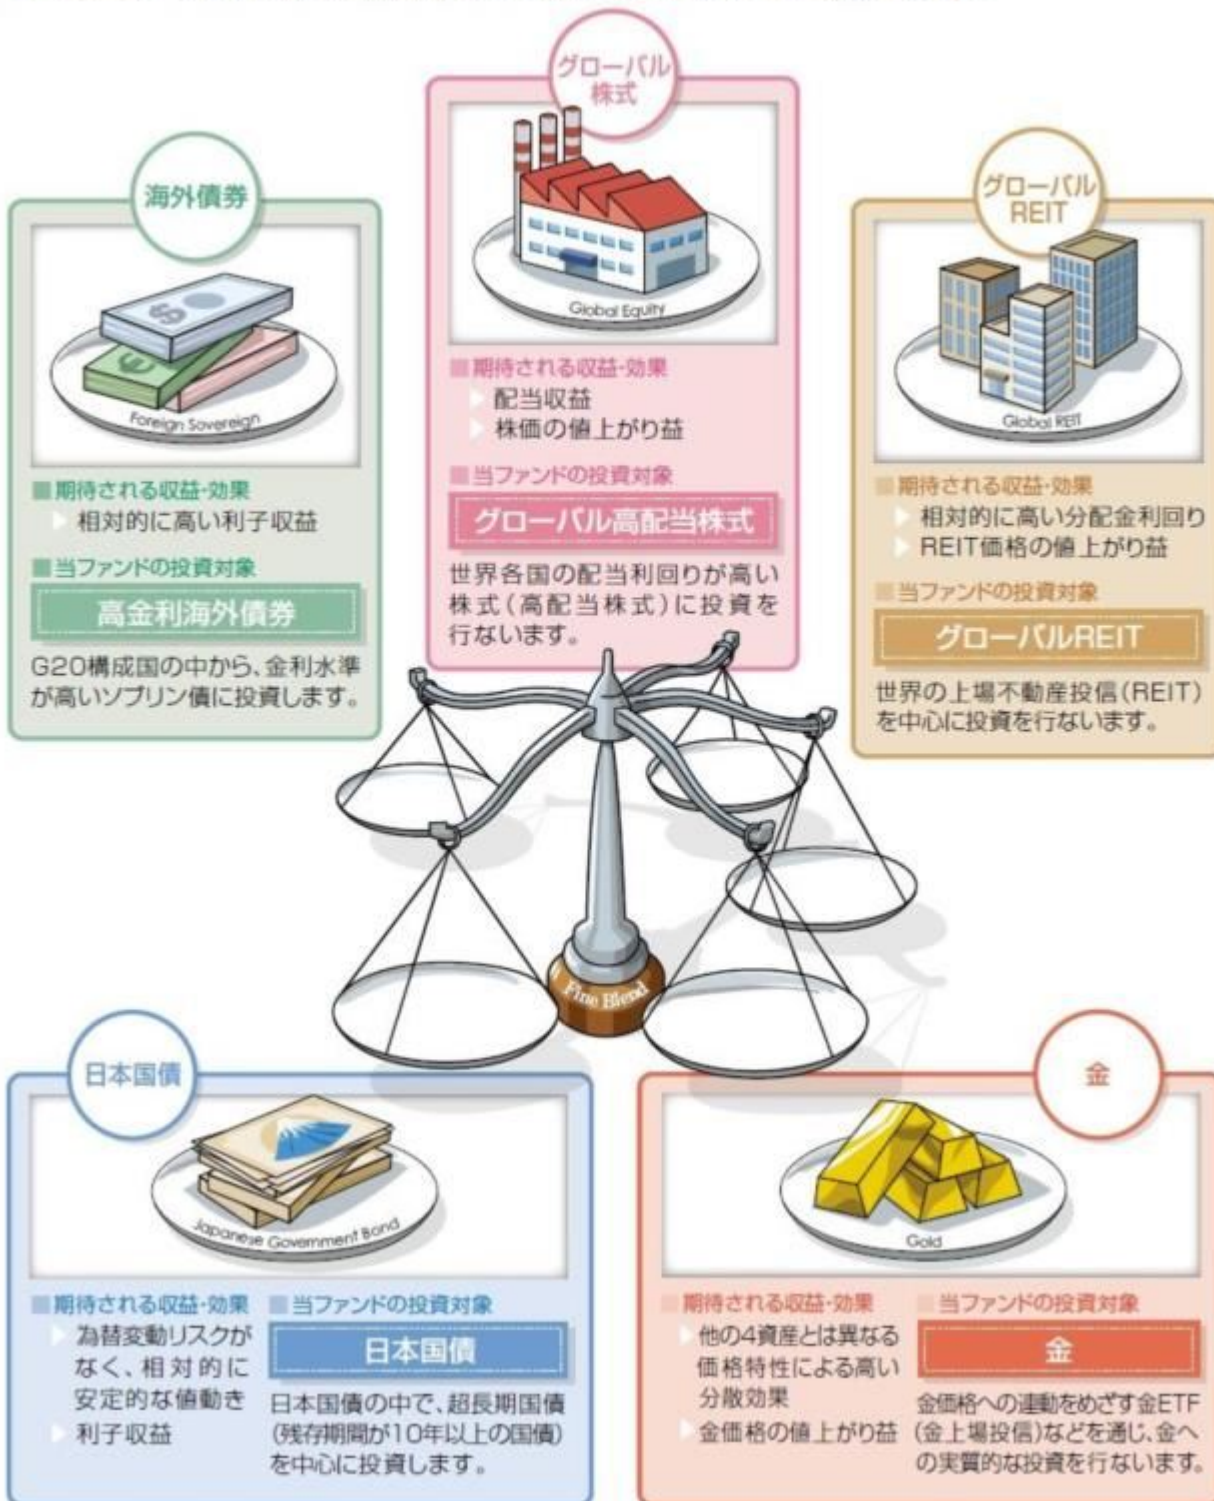 グローバル
株式
Global Equity
■期待される収益・効果
配当収益
株価の値上がり益
■当ファンドの投資対象
グローバル高配当株式
世界各国の配当利回りが高い
株式(高配当株式)に投資を
行ないます。
海外債券
Foreign Sovereign
■期待される収益・効果
相対的に高い利子収益
■当ファンドの投資対象
高金利海外債券
G20構成国の中から、金利水準
が高いソブリン債に投資します。
グローバル
REIT
Global REIT
■期待される収益・効果
相対的に高い分配金利回り
REIT価格の値上がり益
■当ファンドの投資対象
グローバルREIT
世界の上場不動産投信(REIT)
を中心に投資を行ないます。
Fine Blend
日本国債
Japanese Government Bond
■期待される収益・効果
為替変動リスクが
なく、相対的に
安定的な値動き
利子収益
■当ファンドの投資対象
日本国債
日本国債の中で、超長期国債
(残存期間が10年以上の国債)
を中心に投資します。
金
Gold
■期待される収益・効果
他の4資産とは異なる
価格特性による高い
分散効果
金価格の値上がり益
■当ファンドの投資対象
金
金価格への連動をめざす金ETF
(金上場投信)などを通じ、金へ
の実質的な投資を行ないます。